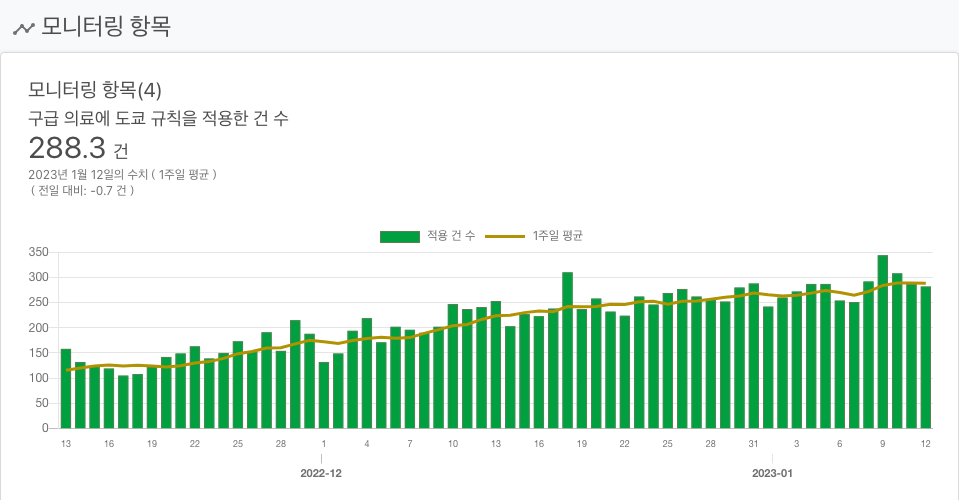 모니터링 항목
모니터링 항목(4)
구급 의료에 도쿄 규칙을 적용한 건 수
288.3 건
2023년 1월 12일의 수치 ( 1주일 평균 )
( 전일 대비: -0.7 건 )
적용 건 수 1주일 평균
350
300
250
200
150
100
50
0
13 16 19 22 25 28 1 4 7 10 13 16 19 22 25 28 31 3 6 9 12
2022-12 2023-01